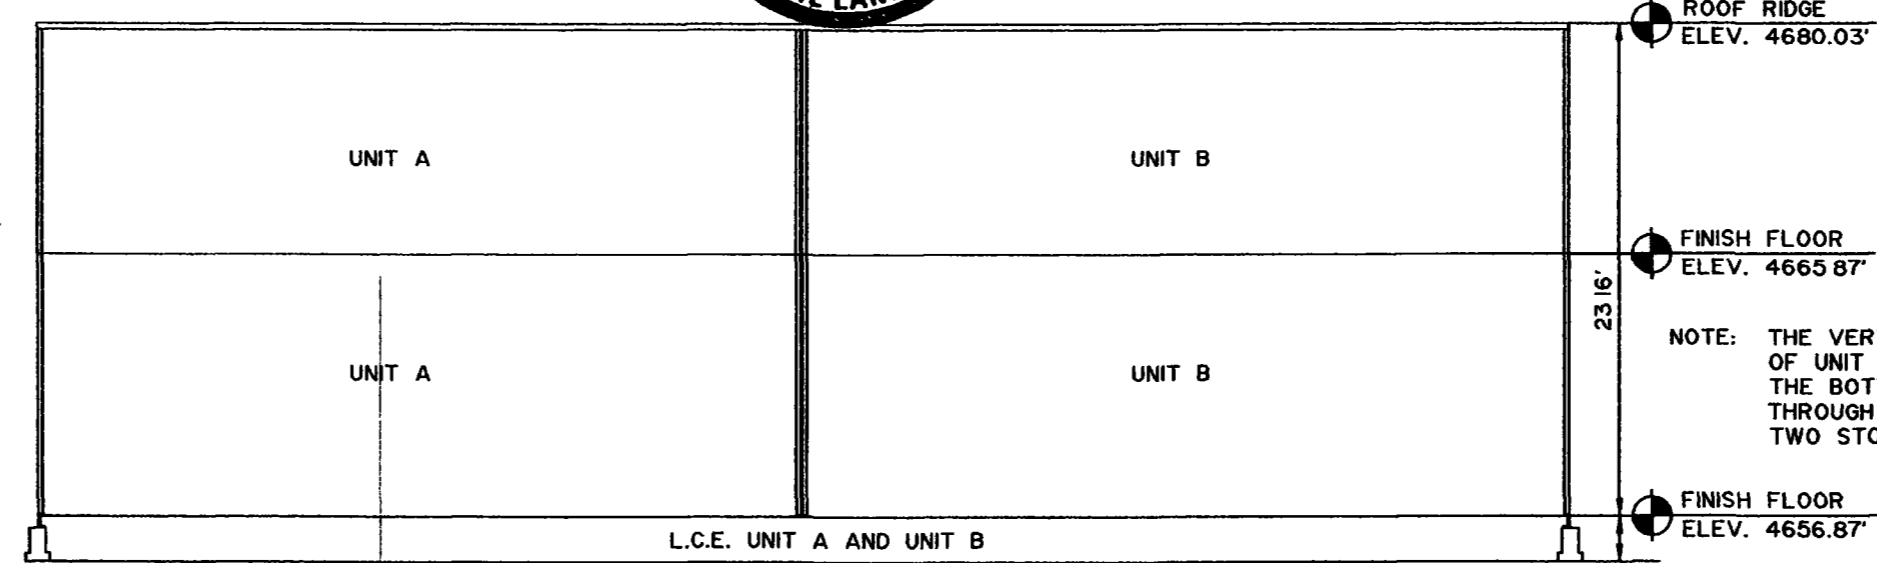 LAN
ROOF RIDGE
ELEV. 4680.03'
UNIT A
UNIT B
FINISH FLOOR
ELEV. 4665 87'
23 16'
UNIT A
UNIT B
NOTE: THE VER
OF UNIT
THE BOT
THROUGH
TWO STO
FINISH FLOOR
ELEV. 4656.87'
L.C.E. UNIT A AND UNIT B